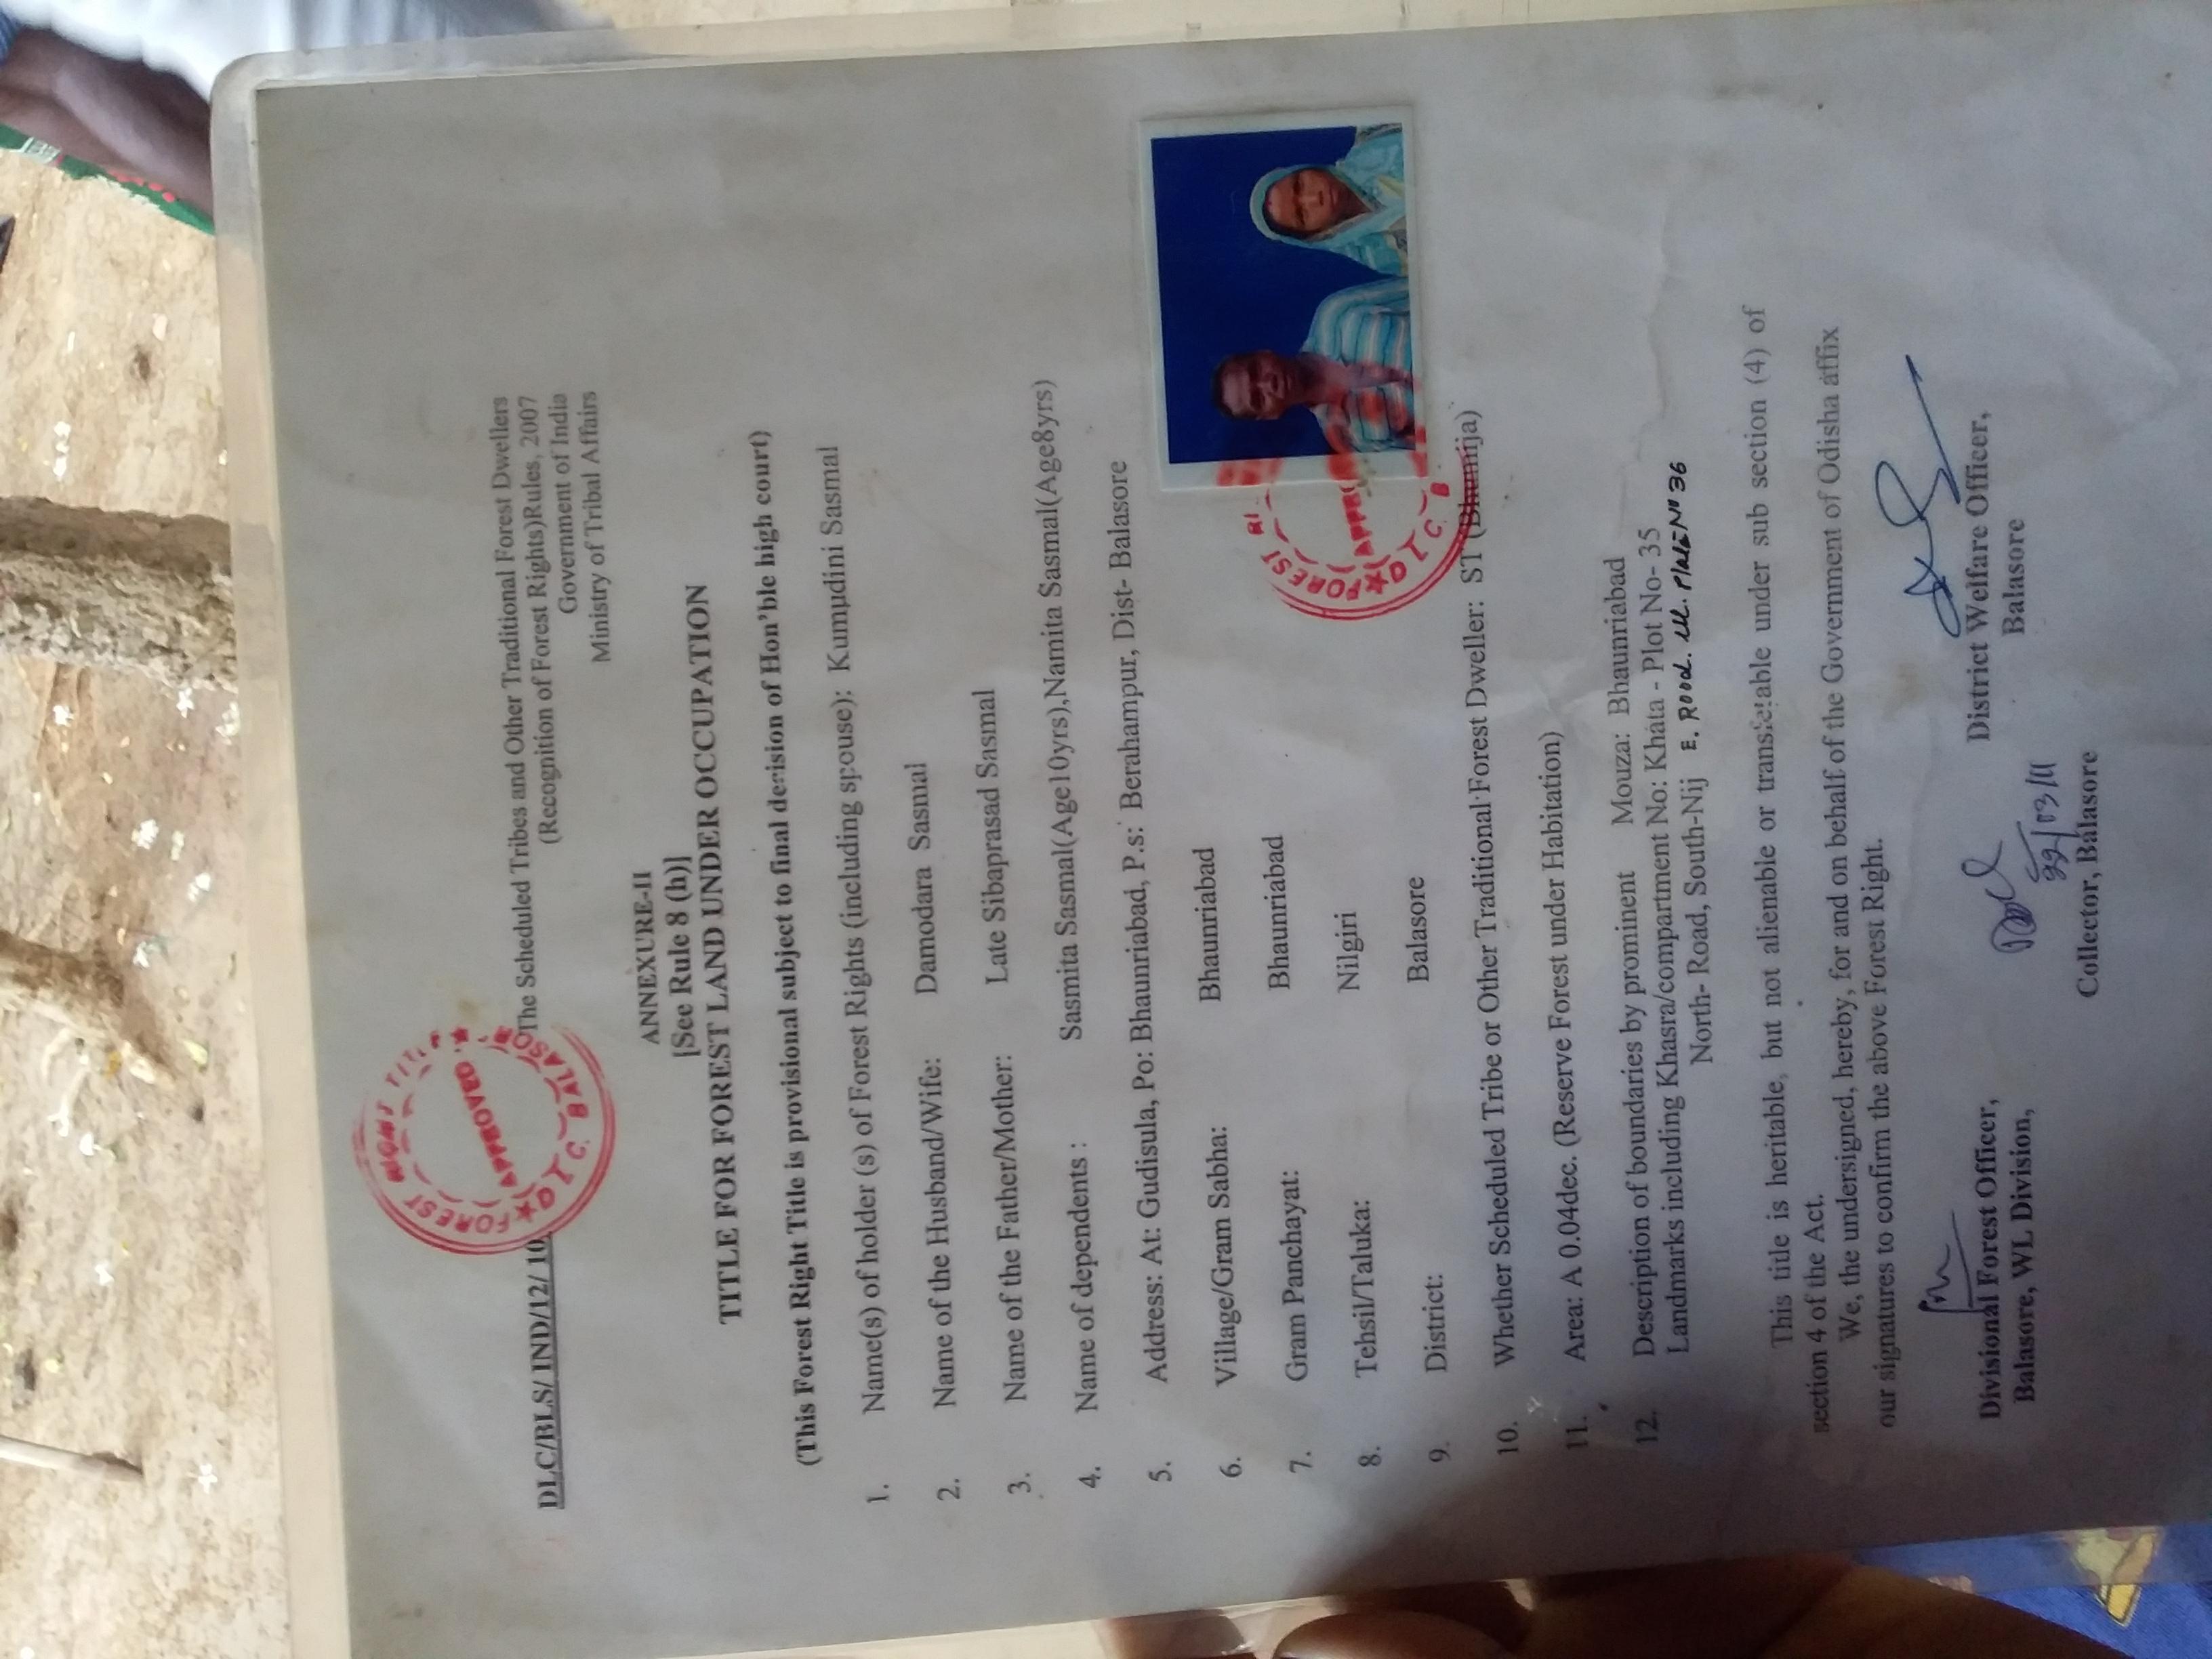 DLC/BLS/ IND/12/ 10
FOREST RIGHT TITLE
APPROVED
D L C. BALASORE
The Scheduled Tribes and Other Traditional Forest Dwellers
(Recognition of Forest Rights)Rules, 2007
Government of India
Ministry of Tribal Affairs
ANNEXURE-II
[See Rule 8 (h)]
TITLE FOR FOREST LAND UNDER OCCUPATION
(This Forest Right Title is provisional subject to final decision of Hon'ble high court)
1. Name(s) of holder (s) of Forest Rights (including spouse): Kumudini Sasmal
2. Name of the Husband/Wife: Damodara Sasmal
3. Name of the Father/Mother: Late Sibaprasad Sasmal
4. Name of dependents : Sasmita Sasmal(Age10yrs),Namita Sasmal(Age8yrs)
5. Address: At: Gudisula, Po: Bhaunriabad, P.s: Berahampur, Dist- Balasore
6. Village/Gram Sabha: Bhaunriabad
7. Gram Panchayat: Bhaunriabad
8. Tehsil/Taluka: Nilgiri
9. District: Balasore
FOREST RI
D L C. B
10. Whether Scheduled Tribe or Other Traditional Forest Dweller: ST (Bhumija)
11. Area: A 0.04dec. (Reserve Forest under Habitation)
12. Description of boundaries by prominent Mouza: Bhaunriabad
Landmarks including Khasra/compartment No: Khata - Plot No- 35
North- Road, South-Nij E. Road. W. Plot No 36
This title is heritable, but not alienable or transferable under sub section (4) of
section 4 of the Act.
We, the undersigned, hereby, for and on behalf of the Government of Odisha affix
our signatures to confirm the above Forest Right.
Divisional Forest Officer,
Balasore, WL Division,
Collector, Balasore
District Welfare Officer,
Balasore